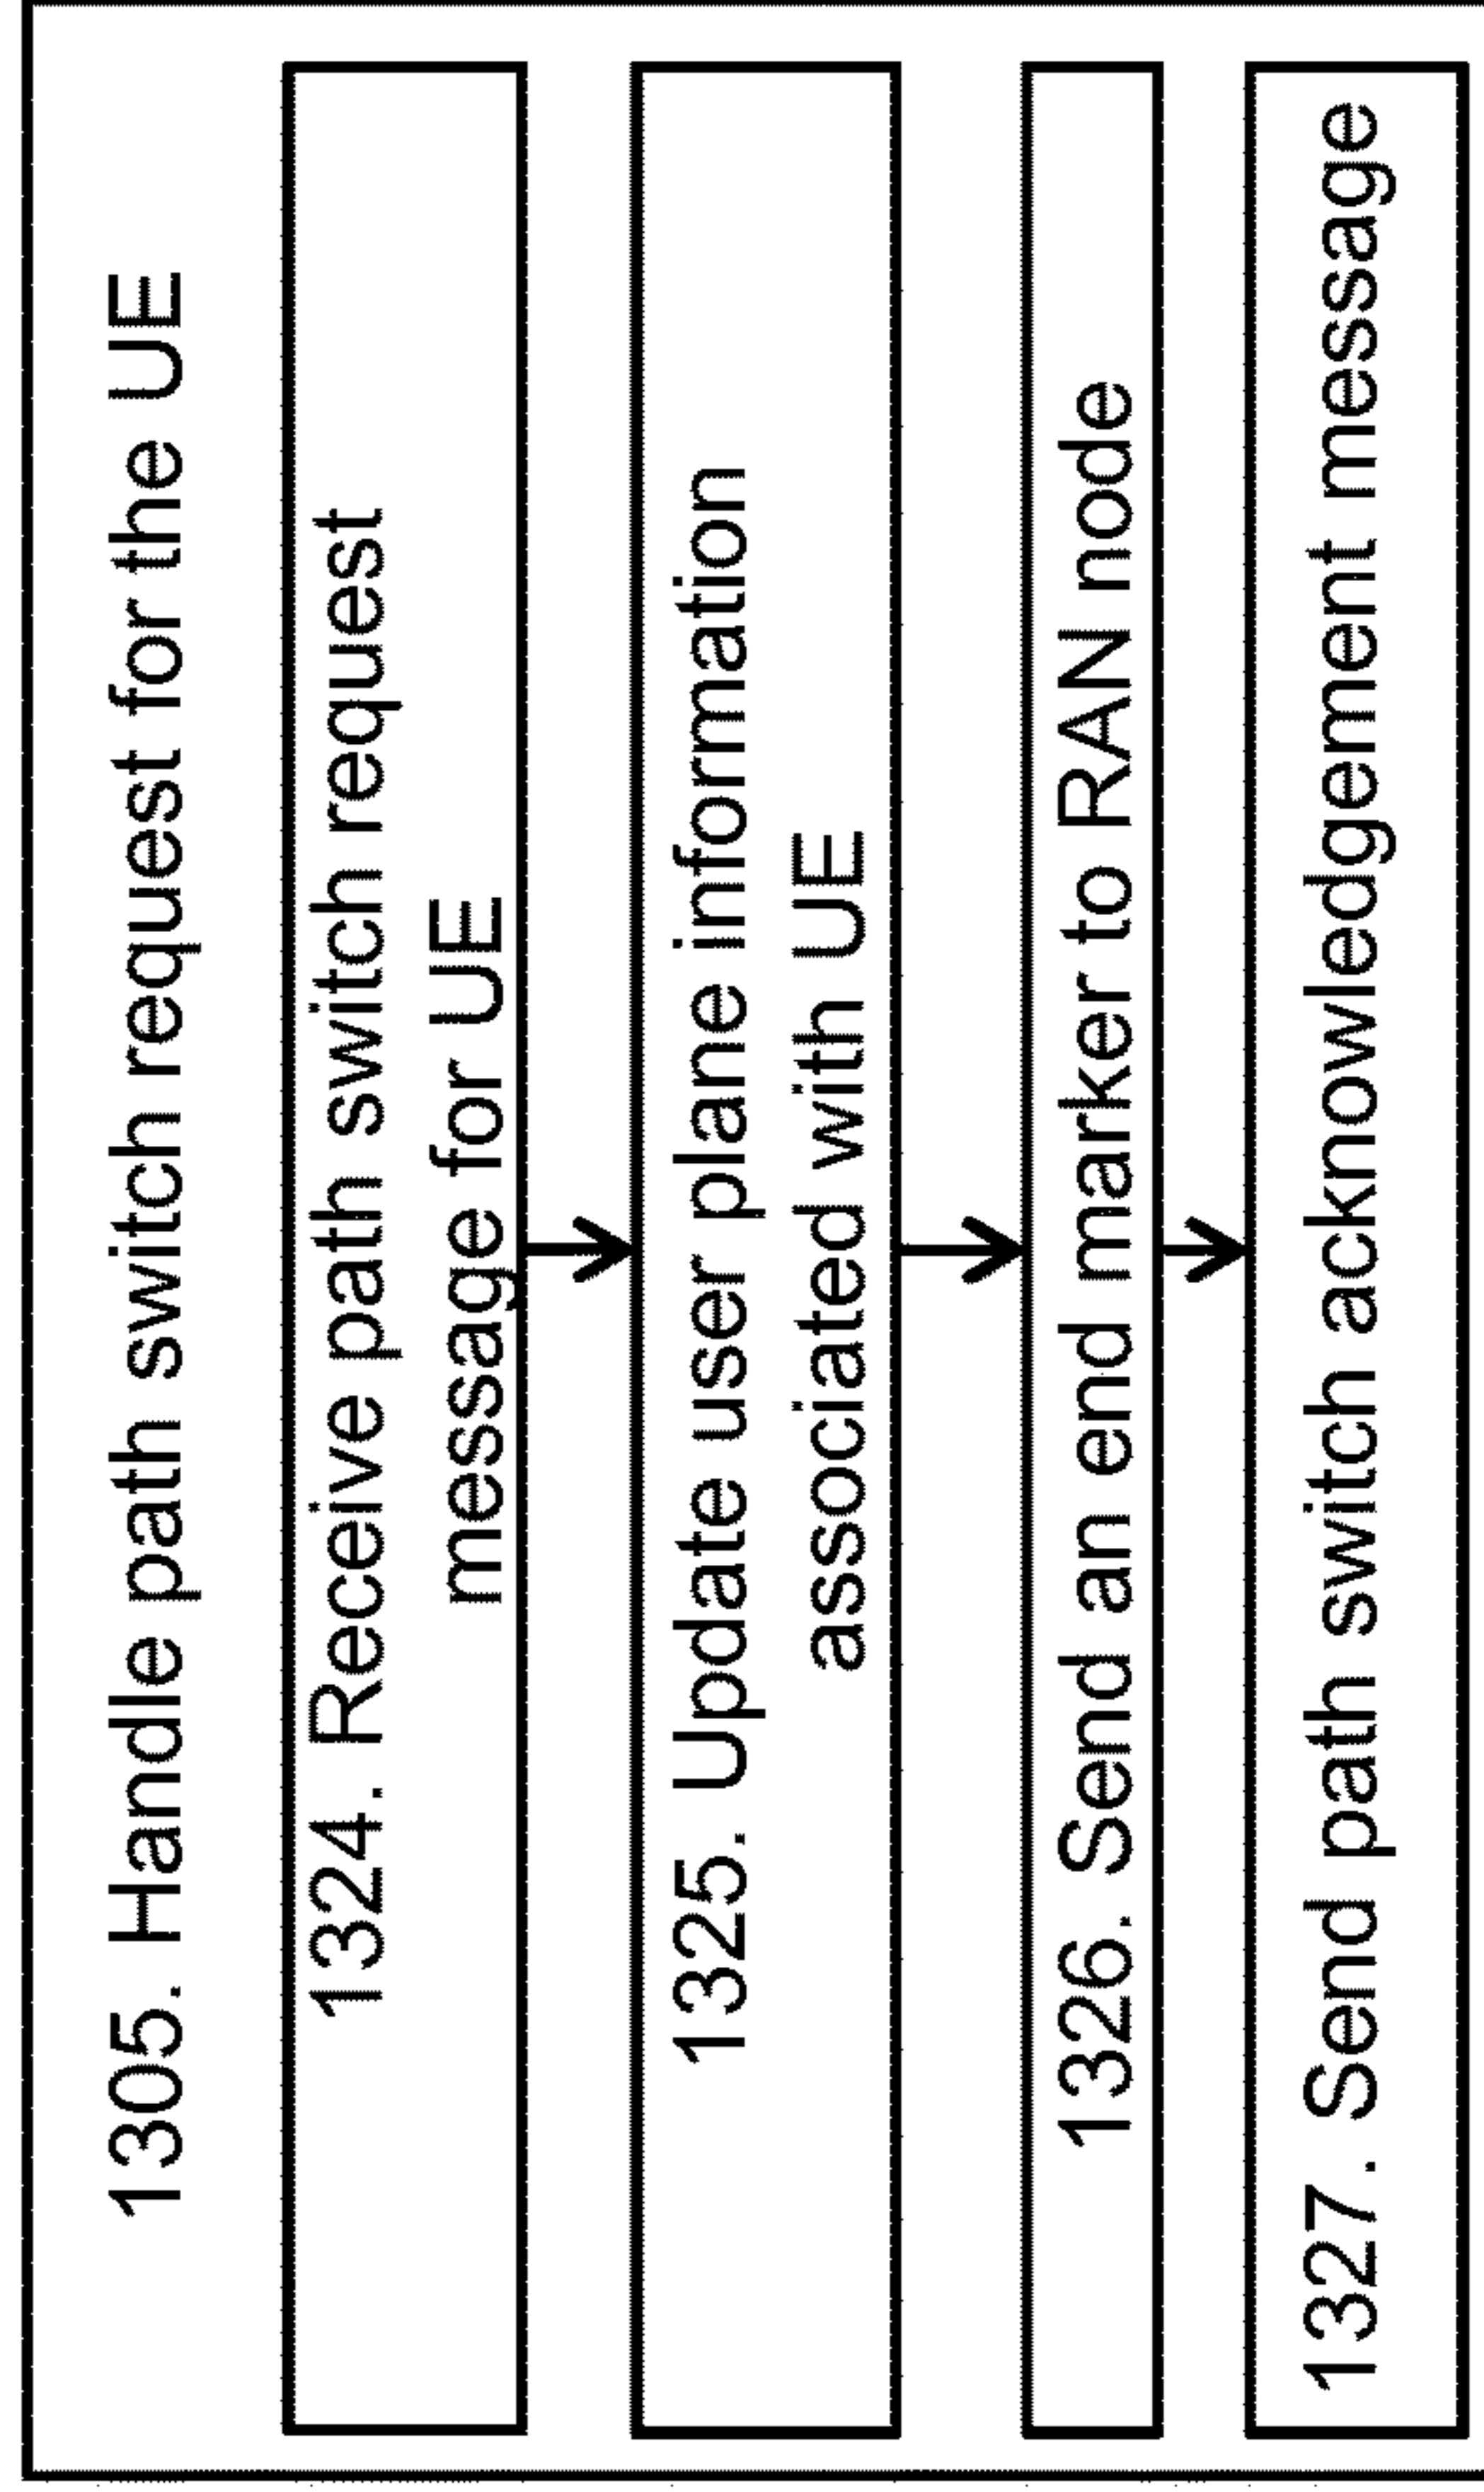 1305. Handle path switch request for the UE
1324. Receive path switch request
message for UE
1325. Update user plane information
associated with UE
1326. Send an end marker to RAN node
1327. Send path switch acknowledgement message